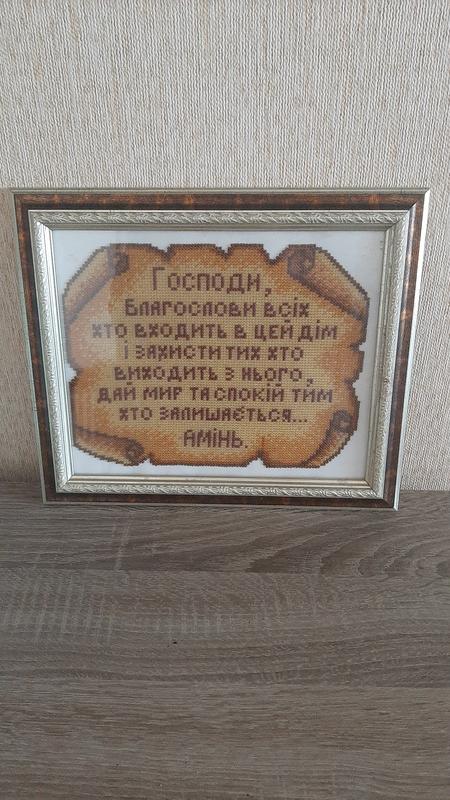 Господи,
Благослови всіх
хто входить в цей дім
і захисти тих хто
виходить з нього,
дай мир та спокій тим
хто залишається...
Амінь.